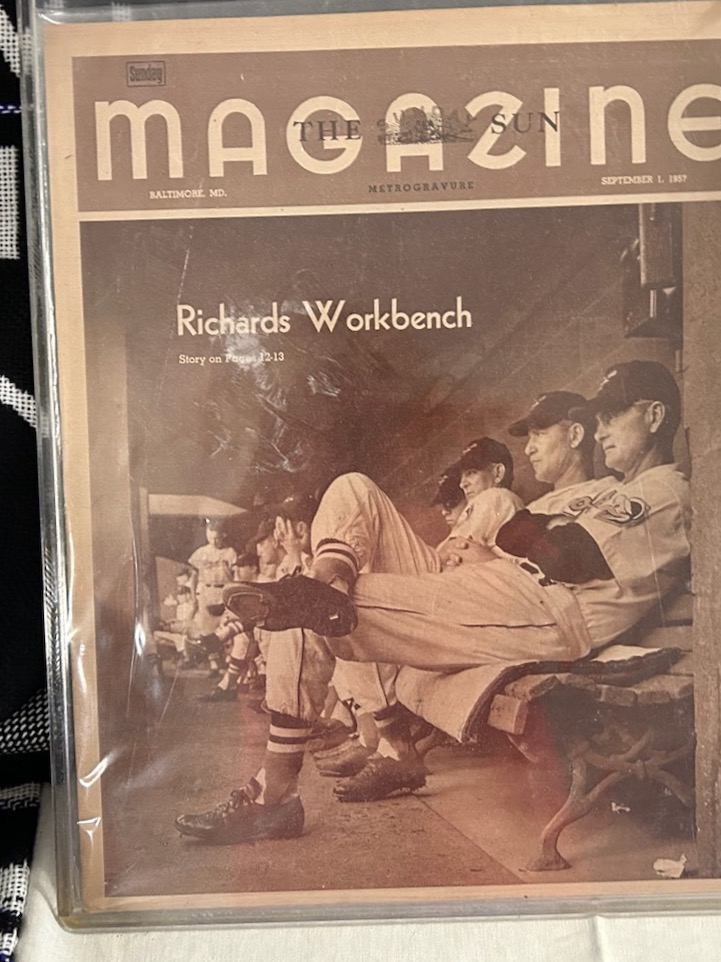 Sunday
MAGAZINE
THE SUN
BALTIMORE, MD.
METROGRAVURE
SEPTEMBER 1, 1957
Richards Workbench
Story on Pages 12-13